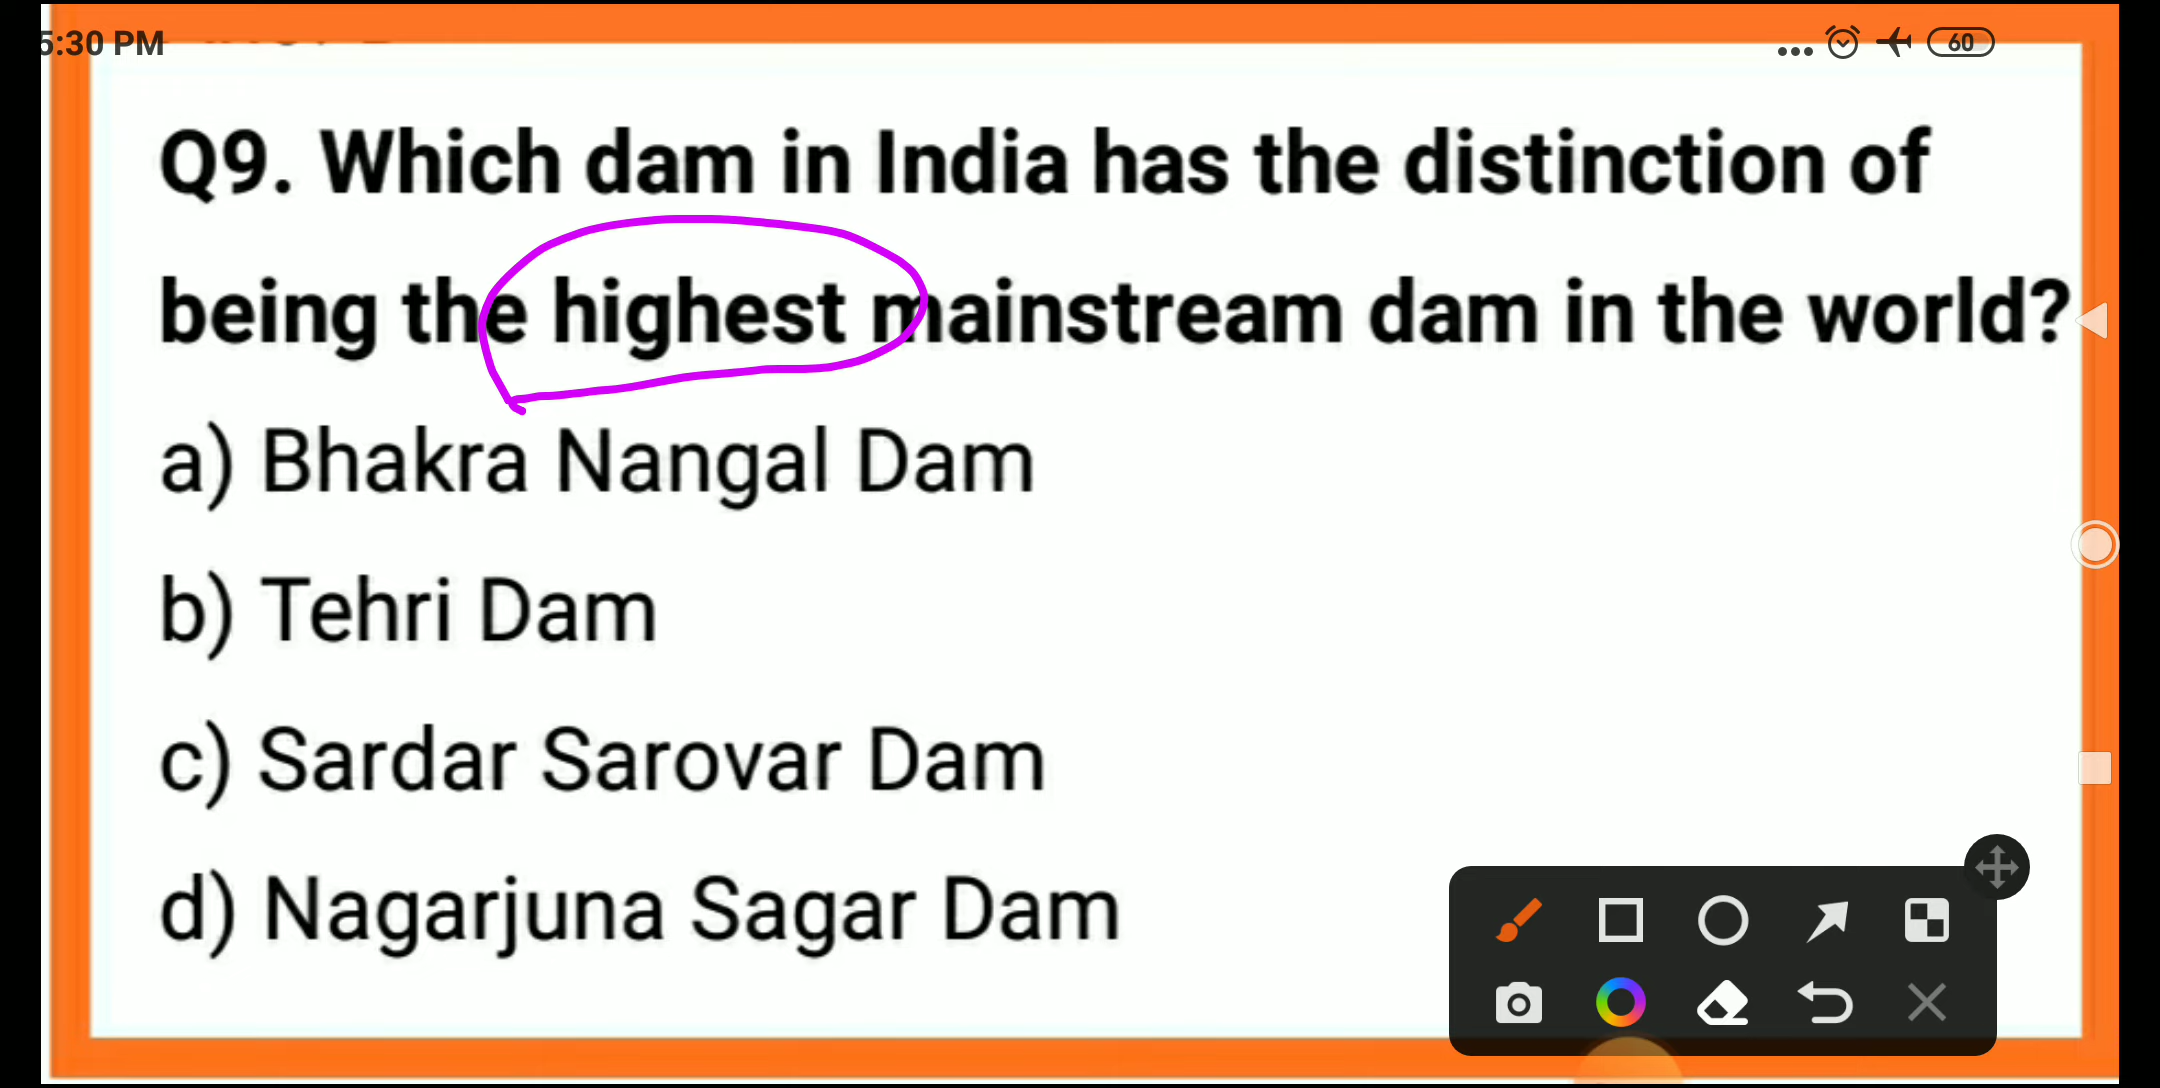 5:30 PM
60
Q9. Which dam in India has the distinction of
being the highest mainstream dam in the world?
a) Bhakra Nangal Dam
b) Tehri Dam
c) Sardar Sarovar Dam
d) Nagarjuna Sagar Dam